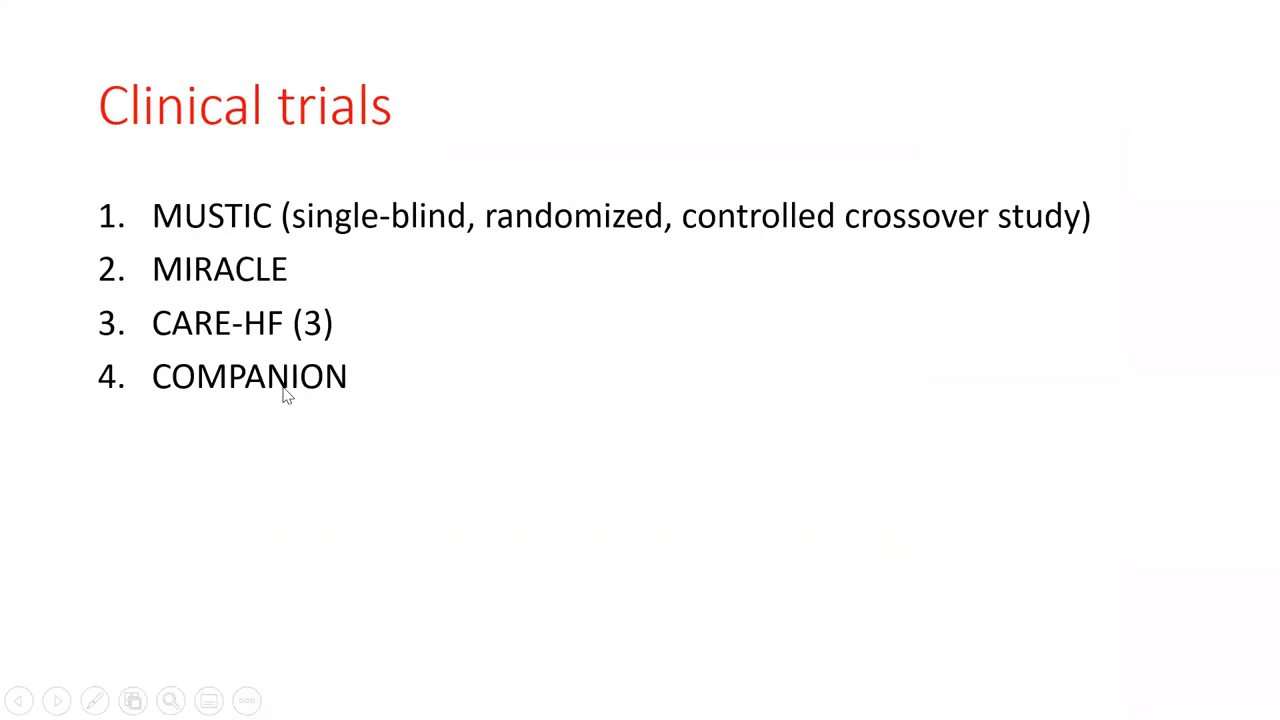 Clinical trials
1. MUSTIC (single-blind, randomized, controlled crossover study)
2. MIRACLE
3. CARE-HF (3)
4. COMPANION